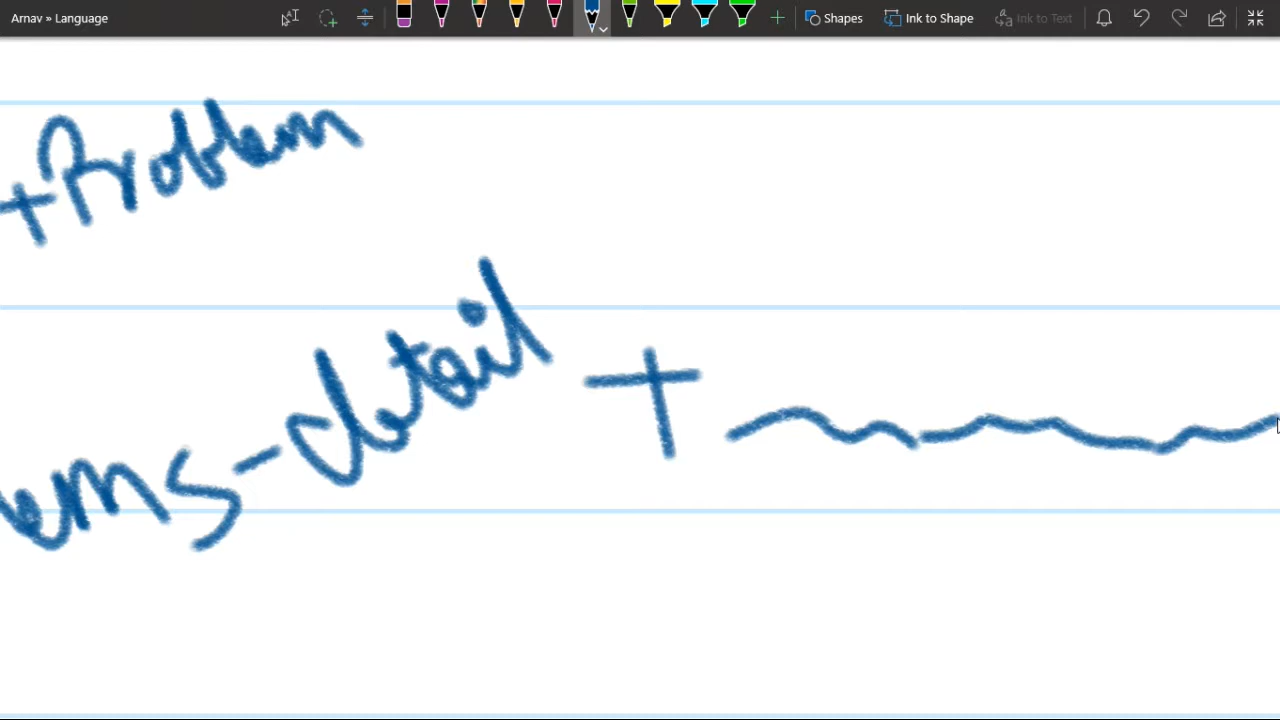 Arnav » Language
Shapes
Ink to Shape
Ink to Text
+Problem
ems-detail +